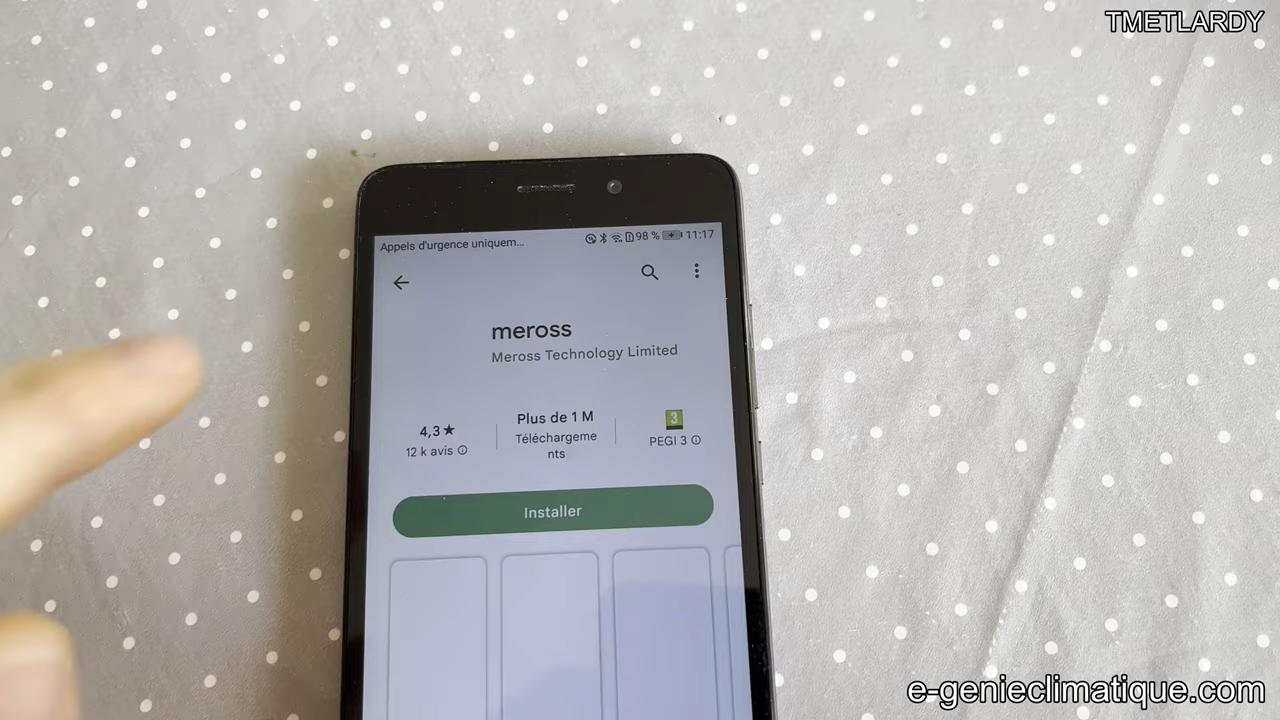 TMETLARDY
Appels d'urgence uniquem...
98 %
11:17
meross
Meross Technology Limited
4,3★
12 k avis
Plus de 1 M
Téléchargeme
nts
3
PEGI 3
Installer
e-genieclimatique.com